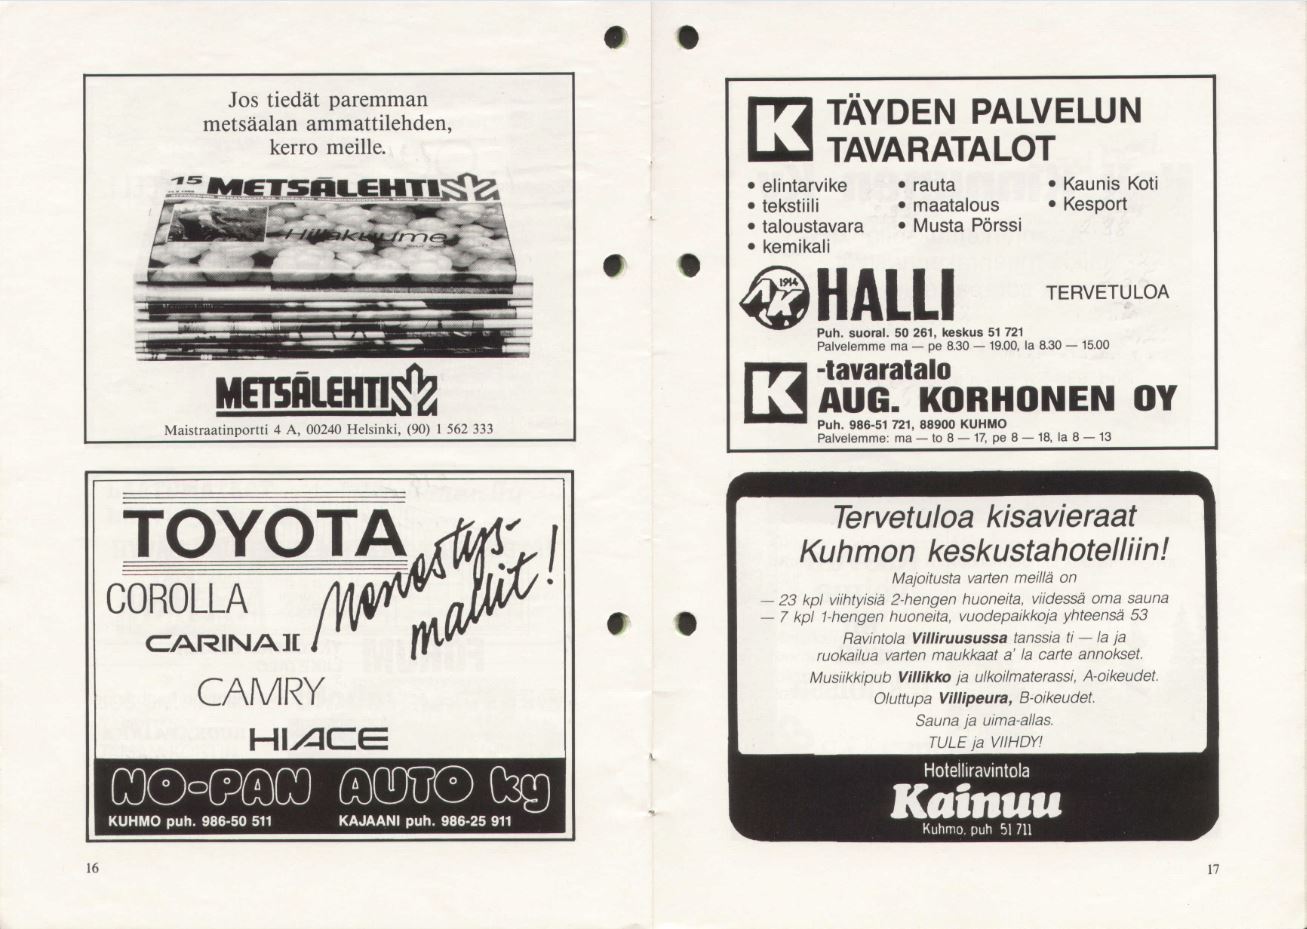 Jos tiedät paremman
metsäalan ammattilehden,
kerro meille.
15 METSÄLEHTI
Hillakuume
METSÄLEHTI
Maistraatinportti 4 A, 00240 Helsinki, (90) 1 562 333
TOYOTA
Menestys-
mallit!
COROLLA
CARINA II
CAMRY
HIACE
NO-PAN AUTO ky
KUHMO puh. 986-50 511 KAJAANI puh. 986-25 911
16
K TÄYDEN PALVELUN
TAVARATALOT
• elintarvike • rauta • Kaunis Koti
• tekstiili • maatalous • Kesport
• taloustavara • Musta Pörssi
• kemikali
1914
AK HALLI TERVETULOA
Puh. suoral. 50 261, keskus 51 721
Palvelemme ma — pe 8.30 — 19.00, la 8.30 — 15.00
K -tavaratalo
AUG. KORHONEN OY
Puh. 986-51 721, 88900 KUHMO
Palvelemme: ma — to 8 — 17, pe 8 — 18, la 8 — 13
Tervetuloa kisavieraat
Kuhmon keskustahotelliin!
Majoitusta varten meillä on
— 23 kpl viihtyisiä 2-hengen huoneita, viidessä oma sauna
— 7 kpl 1-hengen huoneita, vuodepaikkoja yhteensä 53
Ravintola Villiruusussa tanssia ti — la ja
ruokailua varten maukkaat a' la carte annokset.
Musiikkipub Villikko ja ulkoilmaterassi, A-oikeudet.
Oluttupa Villipeura, B-oikeudet.
Sauna ja uima-allas.
TULE ja VIIHDY!
Hotelliravintola
Kainuu
Kuhmo, puh 51 711
17